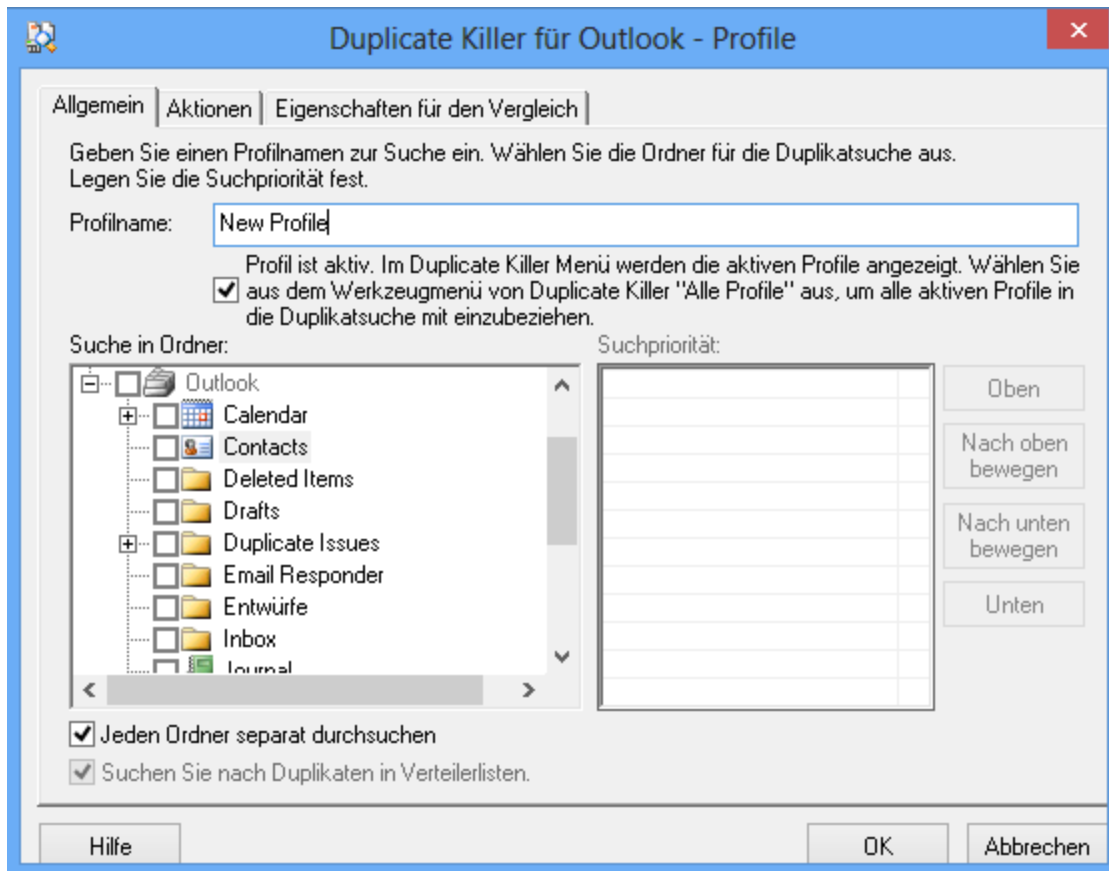 Duplicate Killer für Outlook - Profile
Allgemein
Aktionen
Eigenschaften für den Vergleich
Geben Sie einen Profilnamen zur Suche ein. Wählen Sie die Ordner für die Duplikatsuche aus.
Legen Sie die Suchpriorität fest.
Profilname:
New Profile
Profil ist aktiv. Im Duplicate Killer Menü werden die aktiven Profile angezeigt. Wählen Sie
aus dem Werkzeugmenü von Duplicate Killer "Alle Profile" aus, um alle aktiven Profile in
die Duplikatsuche mit einzubeziehen.
Suche in Ordner:
Outlook
Calendar
Contacts
Deleted Items
Drafts
Duplicate Issues
Email Responder
Entwürfe
Inbox
Journal
Suchpriorität:
Oben
Nach oben
bewegen
Nach unten
bewegen
Unten
Jeden Ordner separat durchsuchen
Suchen Sie nach Duplikaten in Verteilerlisten.
Hilfe
OK
Abbrechen